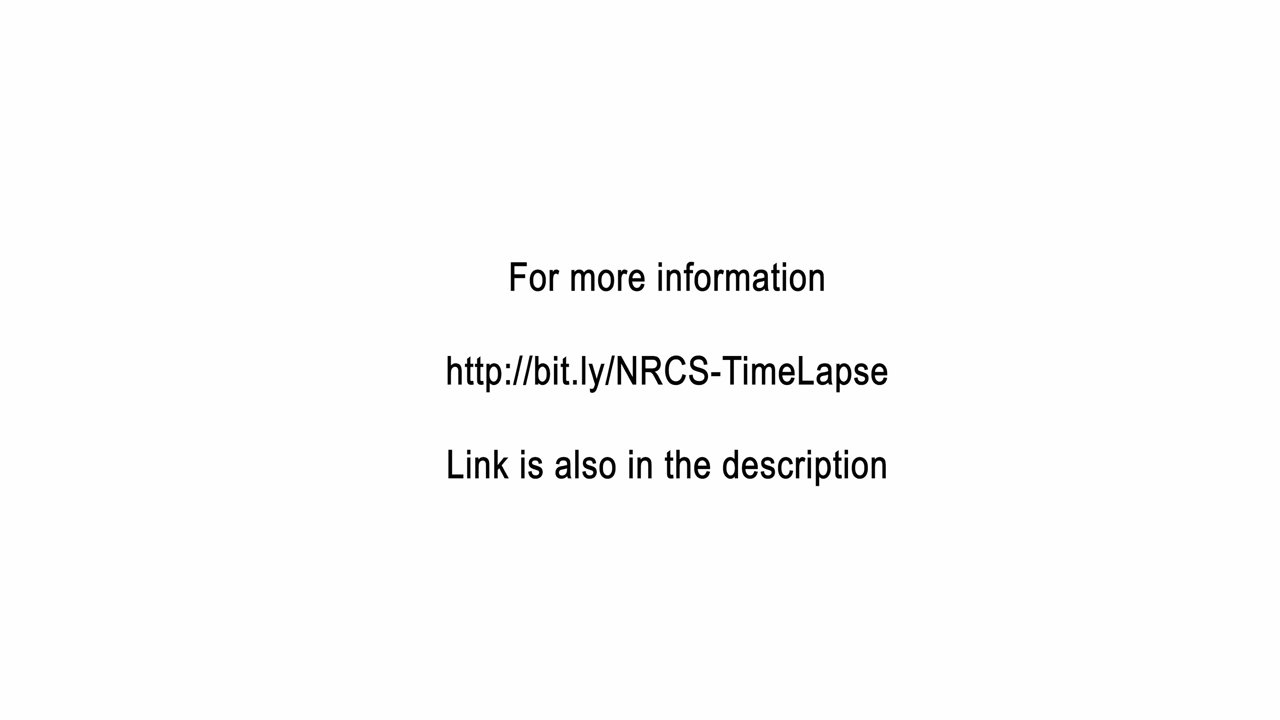 For more information
http://bit.ly/NRCS-TimeLapse
Link is also in the description